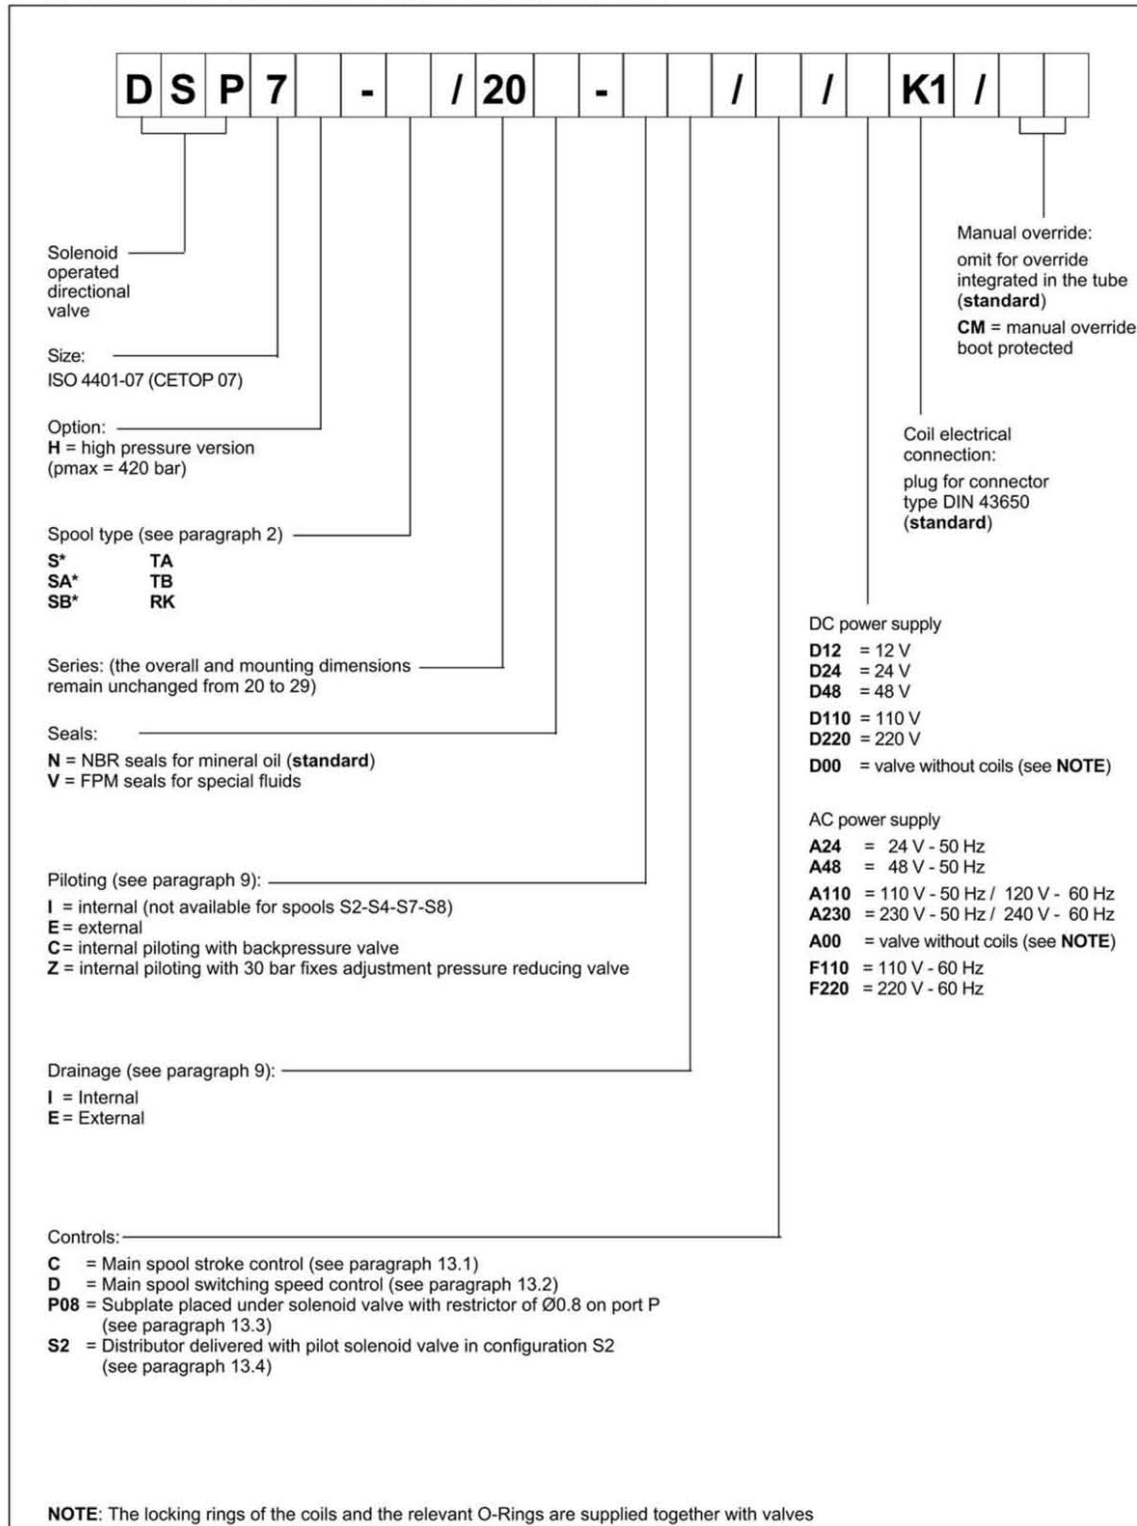 D S P 7 - / 20 - / / K1 /
Solenoid
operated
directional
valve
Size:
ISO 4401-07 (CETOP 07)
Option:
H = high pressure version
(pmax = 420 bar)
Spool type (see paragraph 2)
S* TA
SA* TB
SB* RK
Series: (the overall and mounting dimensions
remain unchanged from 20 to 29)
Seals:
N = NBR seals for mineral oil (standard)
V = FPM seals for special fluids
Piloting (see paragraph 9):
I = internal (not available for spools S2-S4-S7-S8)
E = external
C = internal piloting with backpressure valve
Z = internal piloting with 30 bar fixes adjustment pressure reducing valve
Drainage (see paragraph 9):
I = Internal
E = External
Controls:
C = Main spool stroke control (see paragraph 13.1)
D = Main spool switching speed control (see paragraph 13.2)
P08 = Subplate placed under solenoid valve with restrictor of Ø0.8 on port P
(see paragraph 13.3)
S2 = Distributor delivered with pilot solenoid valve in configuration S2
(see paragraph 13.4)
Manual override:
omit for override
integrated in the tube
(standard)
CM = manual override
boot protected
Coil electrical
connection:
plug for connector
type DIN 43650
(standard)
DC power supply
D12 = 12 V
D24 = 24 V
D48 = 48 V
D110 = 110 V
D220 = 220 V
D00 = valve without coils (see NOTE)
AC power supply
A24 = 24 V - 50 Hz
A48 = 48 V - 50 Hz
A110 = 110 V - 50 Hz / 120 V - 60 Hz
A230 = 230 V - 50 Hz / 240 V - 60 Hz
A00 = valve without coils (see NOTE)
F110 = 110 V - 60 Hz
F220 = 220 V - 60 Hz
NOTE: The locking rings of the coils and the relevant O-Rings are supplied together with valves